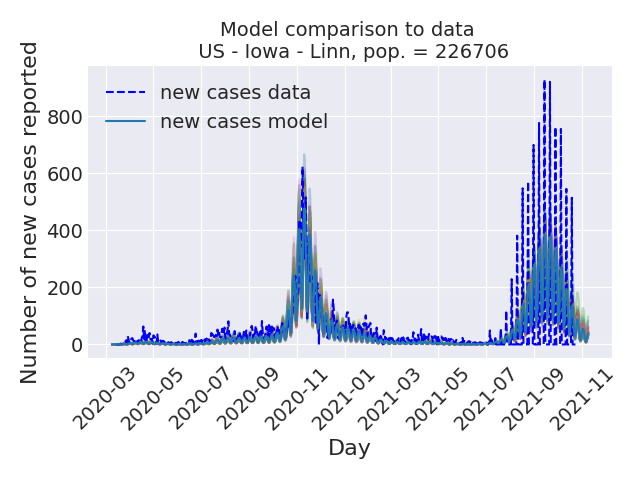 Model comparison to data
US - Iowa - Linn, pop. = 226706
Number of new cases reported
new cases data
new cases model
800
600
400
200
0
2020-03
2020-05
2020-07
2020-09
2020-11
2021-01
2021-03
2021-05
2021-07
2021-09
2021-11
Day